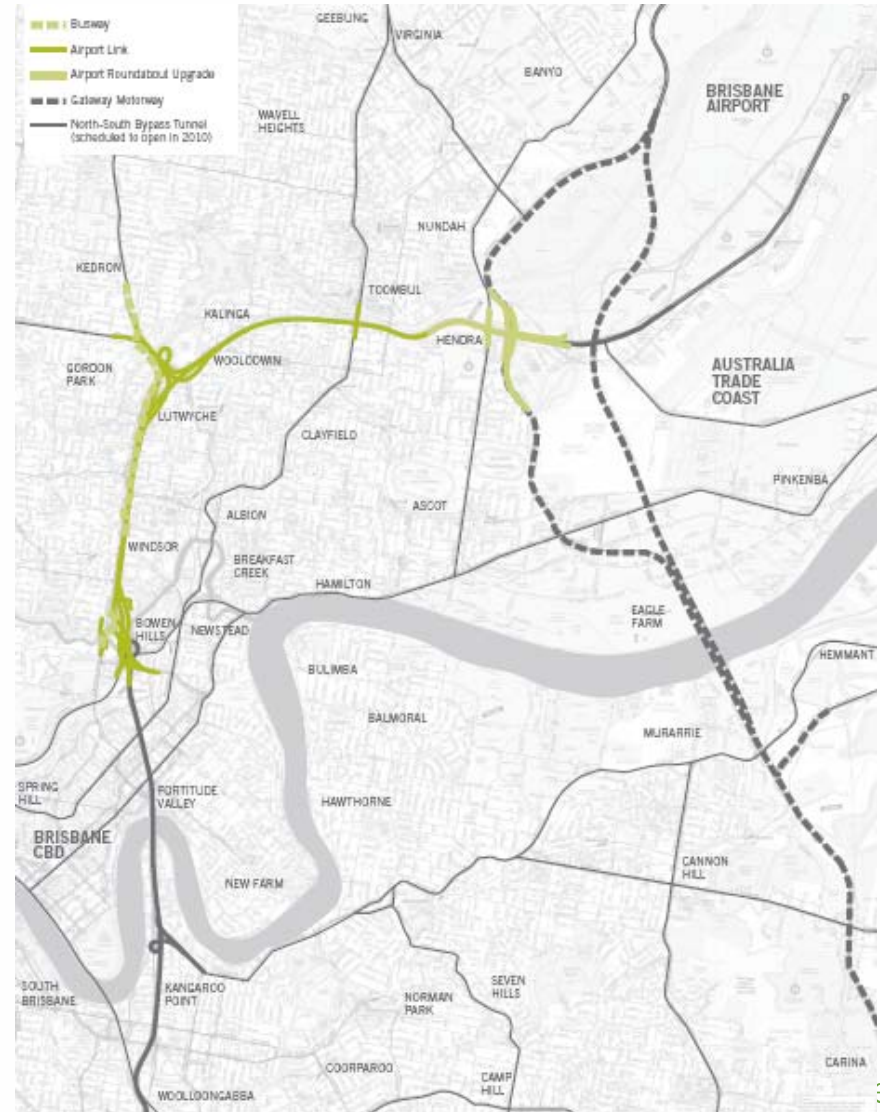 Busway
Airport Link
Airport Roundabout Upgrade
Gateway Motorway
North-South Bypass Tunnel
(scheduled to open in 2010)
GEEBUNG
VIRGINIA
BANYO
BRISBANE
AIRPORT
WAVELL
HEIGHTS
NUNDAH
KEDRON
TOOMBUL
KALINGA
HENDRA
GORDON
PARK
WOOLOOWIN
AUSTRALIA
TRADE
COAST
LUTWYCHE
CLAYFIELD
PINKENBA
ASCOT
ALBION
WINDSOR
BREAKFAST
CREEK
HAMILTON
EAGLE
FARM
BOWEN
HILLS
NEWSTEAD
HEMMANT
BULIMBA
BALMORAL
MURARRIE
SPRING
HILL
FORTITUDE
VALLEY
HAWTHORNE
BRISBANE
CBD
CANNON
HILL
NEW FARM
SOUTH
BRISBANE
KANGAROO
POINT
SEVEN
HILLS
NORMAN
PARK
COORPAROO
CARINA
CAMP
HILL
WOOLLOONGABBA